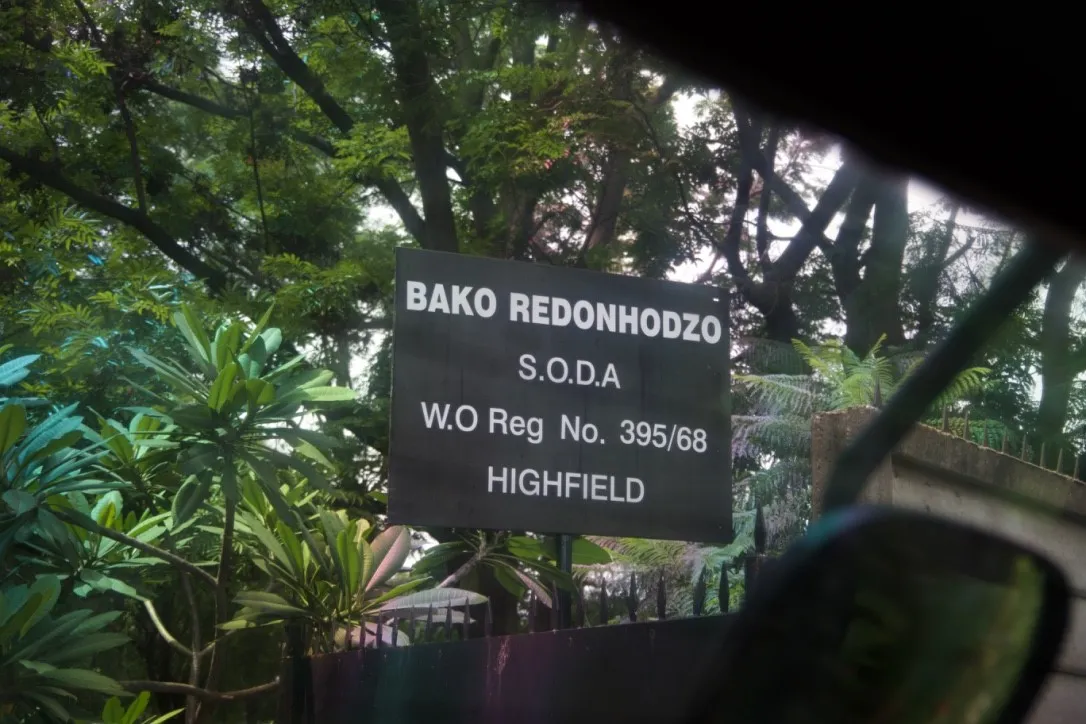 BAKO REDONHODZO
S.O.D.A
W.O Reg No. 395/68
HIGHFIELD